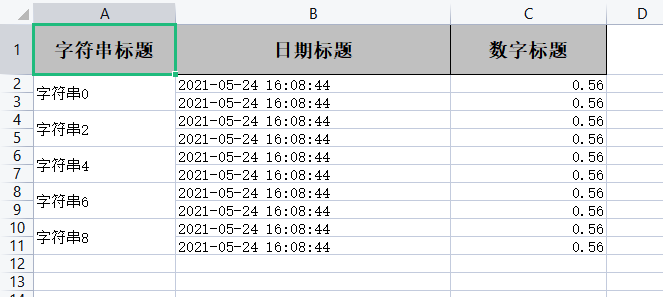 A B C D
1 字符串标题 日期标题 数字标题
2 字符串0 2021-05-24 16:08:44 0.56
3 2021-05-24 16:08:44 0.56
4 字符串2 2021-05-24 16:08:44 0.56
5 2021-05-24 16:08:44 0.56
6 字符串4 2021-05-24 16:08:44 0.56
7 2021-05-24 16:08:44 0.56
8 字符串6 2021-05-24 16:08:44 0.56
9 2021-05-24 16:08:44 0.56
10 字符串8 2021-05-24 16:08:44 0.56
11 2021-05-24 16:08:44 0.56
12
13
14